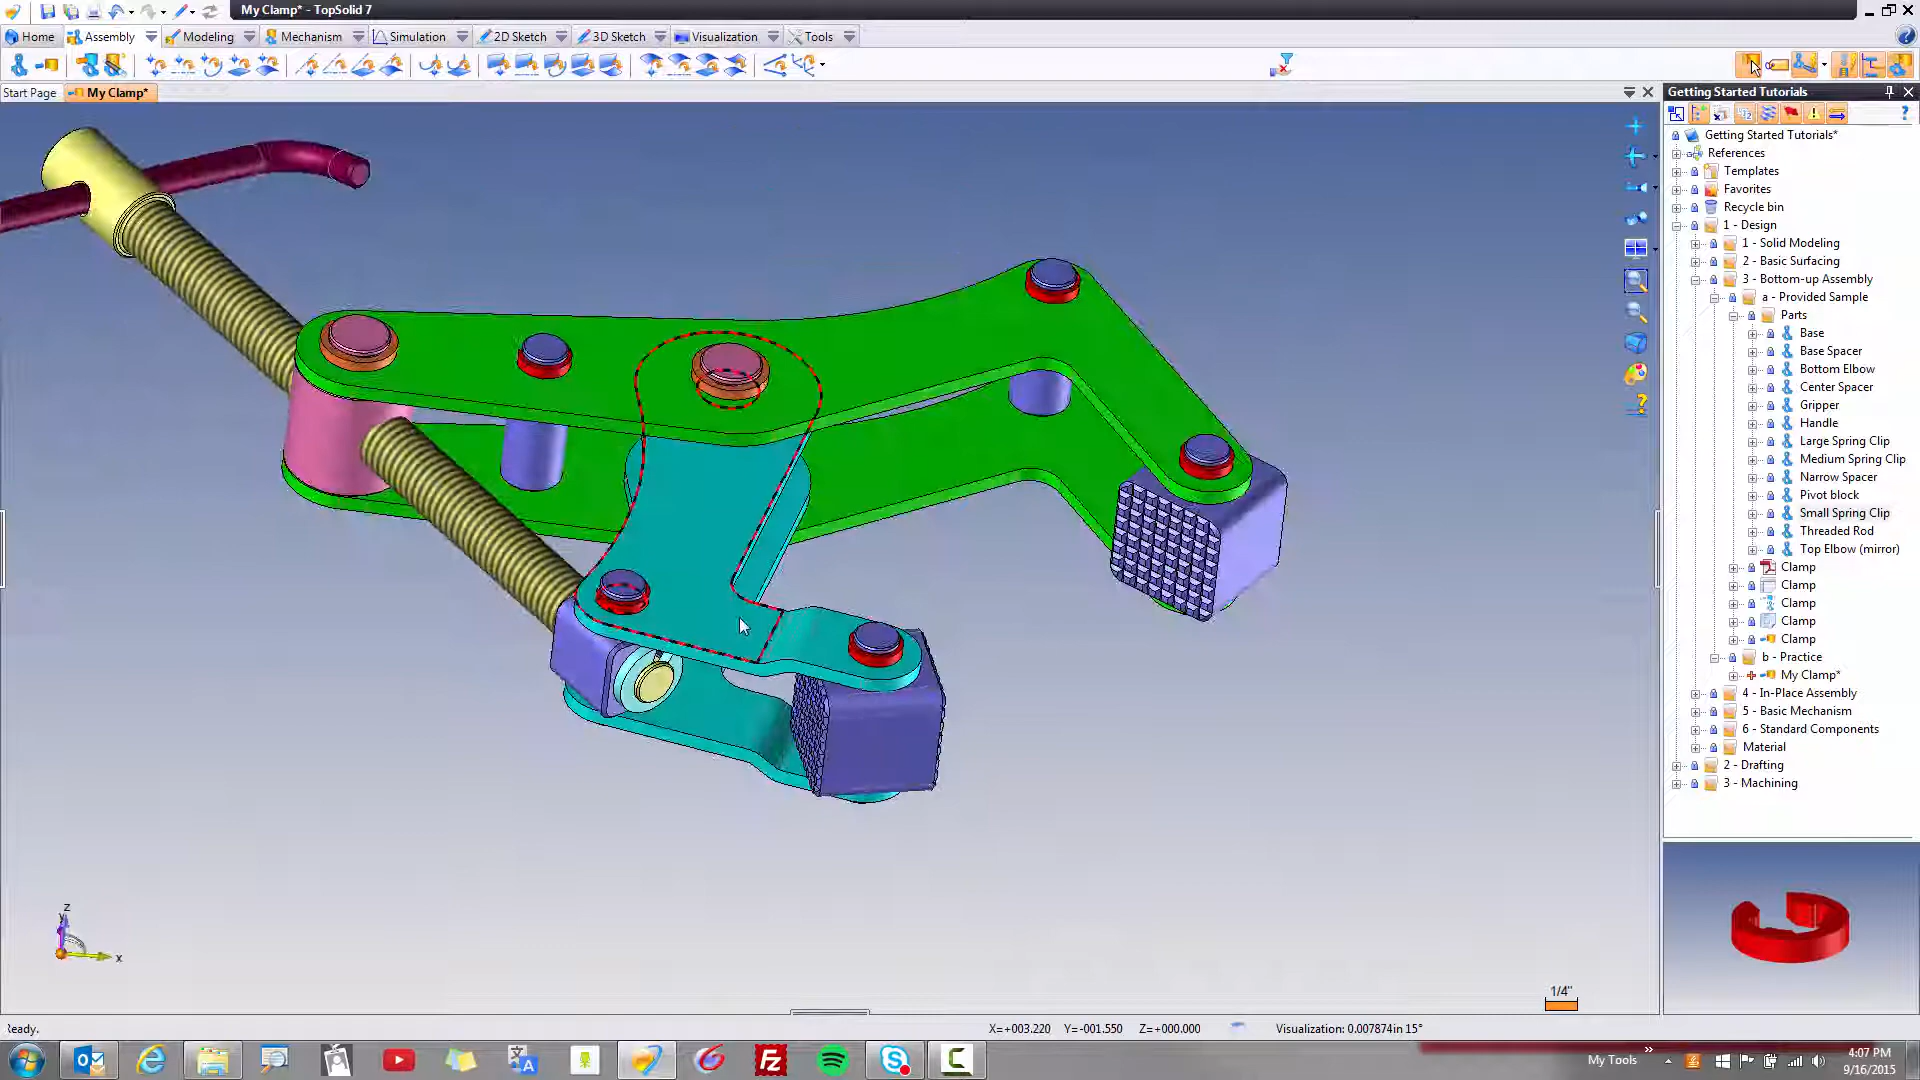 My Clamp* - TopSolid 7
Home Assembly Modeling Mechanism Simulation 2D Sketch 3D Sketch Visualization Tools
Start Page My Clamp*
Getting Started Tutorials
Getting Started Tutorials*
References
Templates
Favorites
Recycle bin
1 - Design
1 - Solid Modeling
2 - Basic Surfacing
3 - Bottom-up Assembly
a - Provided Sample
Parts
Base
Base Spacer
Bottom Elbow
Center Spacer
Gripper
Handle
Large Spring Clip
Medium Spring Clip
Narrow Spacer
Pivot block
Small Spring Clip
Threaded Rod
Top Elbow (mirror)
Clamp
Clamp
Clamp
Clamp
Clamp
b - Practice
My Clamp*
4 - In-Place Assembly
5 - Basic Mechanism
6 - Standard Components
Material
2 - Drafting
3 - Machining
z
y
x
1/4"
Ready.
X=+003.220 Y=-001.550 Z=+000.000 Visualization: 0.007874in 15°
My Tools
4:07 PM
9/16/2015